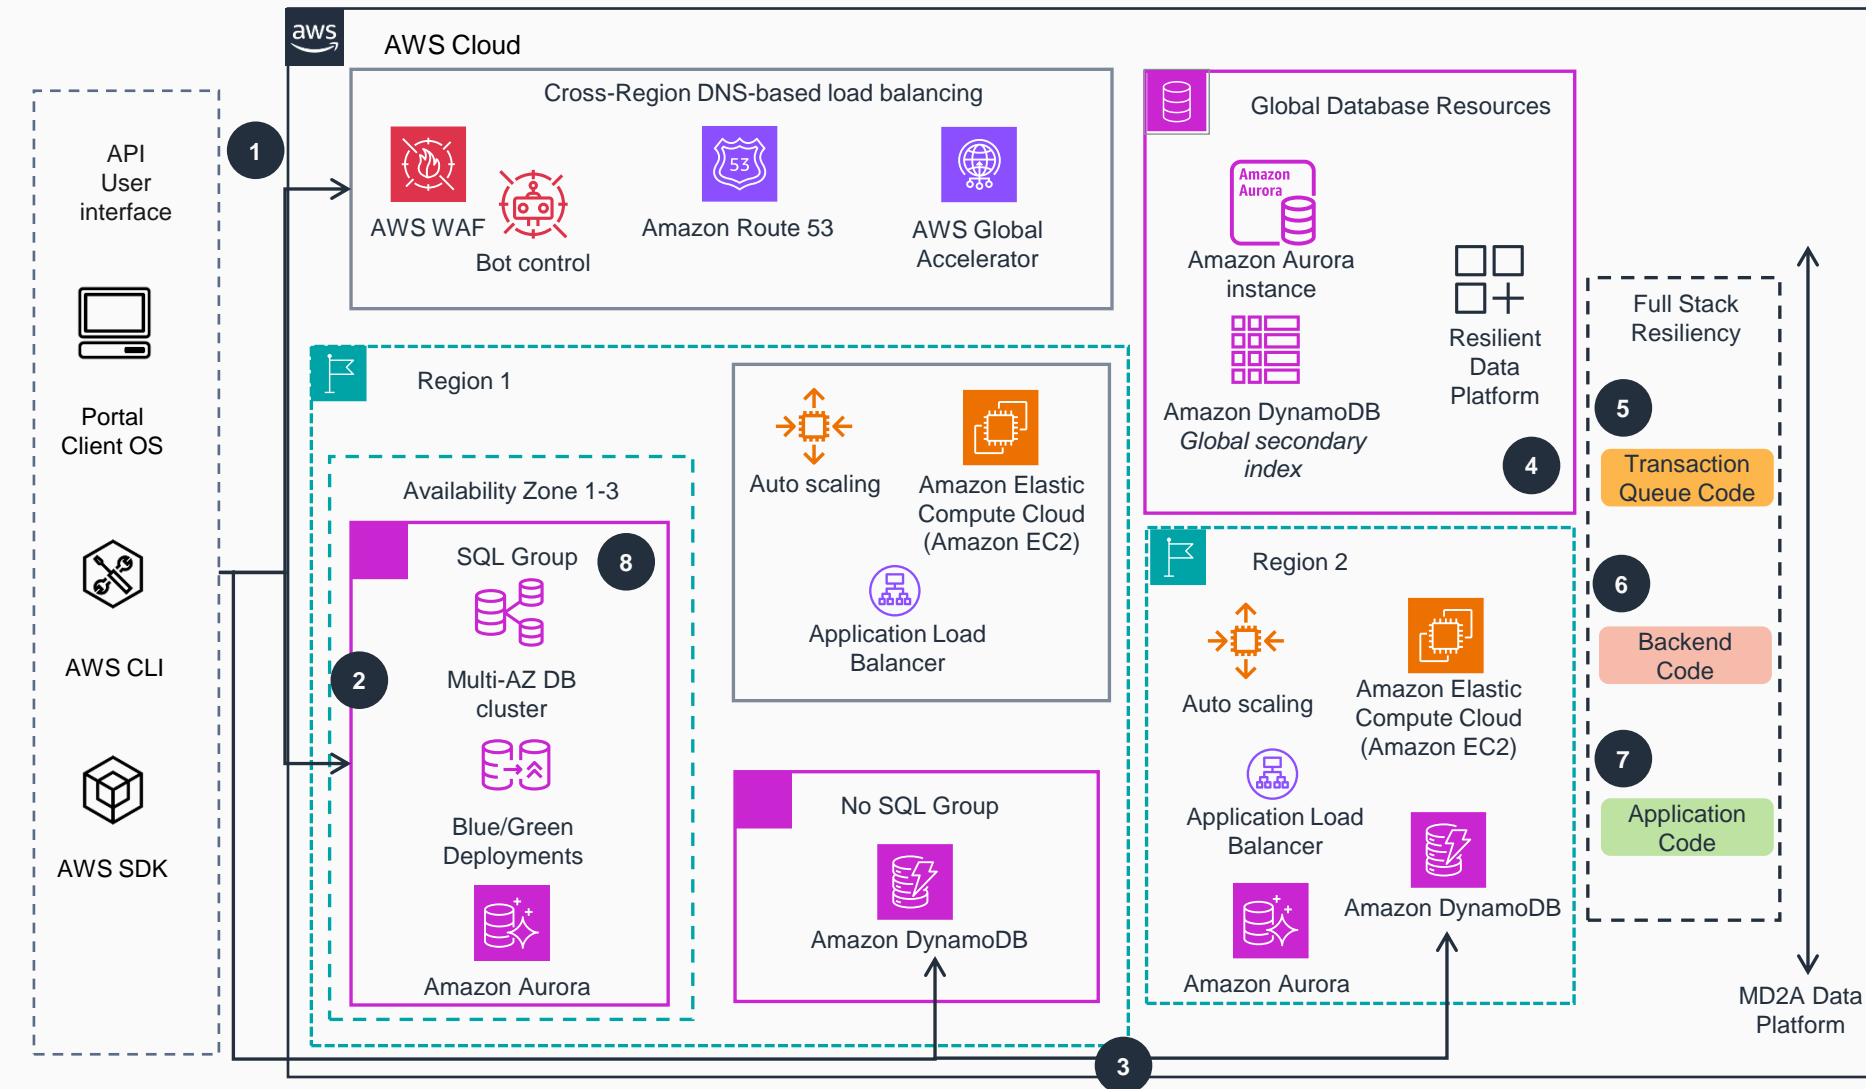 aws
AWS Cloud
API
User
interface
Portal
Client OS
AWS CLI
AWS SDK
1
Cross-Region DNS-based load balancing
AWS WAF
Bot control
53
Amazon Route 53
AWS Global
Accelerator
Region 1
Availability Zone 1-3
SQL Group
8
2
Multi-AZ DB
cluster
Blue/Green
Deployments
Amazon Aurora
Auto scaling
Amazon Elastic
Compute Cloud
(Amazon EC2)
Application Load
Balancer
No SQL Group
Amazon DynamoDB
3
Global Database Resources
Amazon
Aurora
Amazon Aurora
instance
Amazon DynamoDB
Global secondary
index
Resilient
Data
Platform
4
Region 2
Auto scaling
Amazon Elastic
Compute Cloud
(Amazon EC2)
Application Load
Balancer
Amazon DynamoDB
Amazon Aurora
Full Stack
Resiliency
5
Transaction
Queue Code
6
Backend
Code
7
Application
Code
MD2A Data
Platform